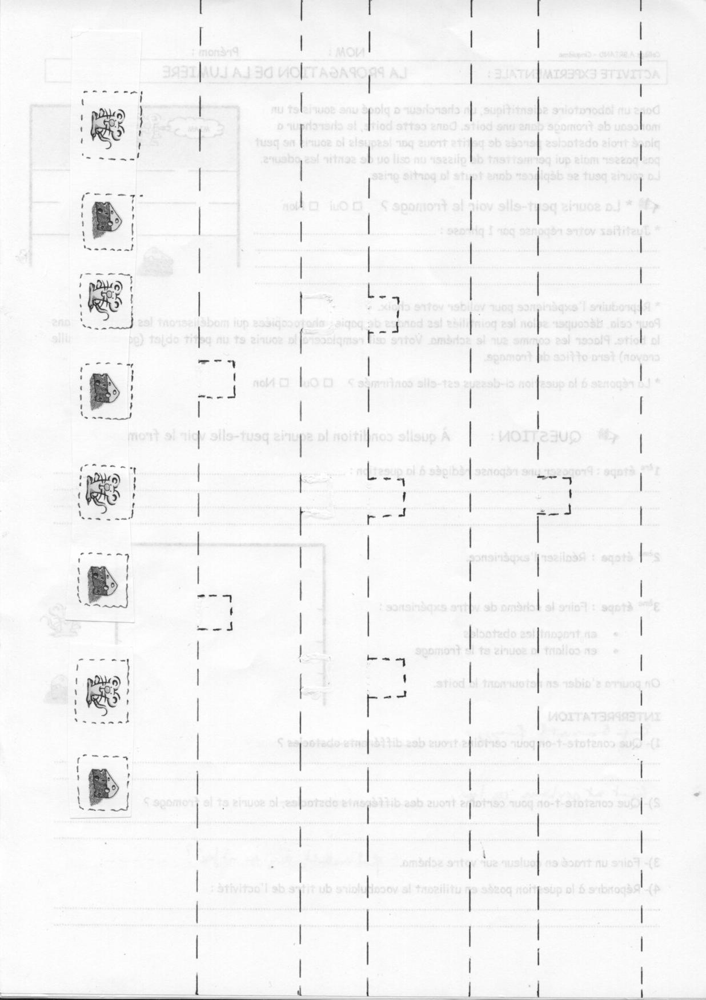 Collège A BRIAND - Cinquième
NOM : Prénom :
ACTIVITE EXPERIMENTALE : LA PROPAGATION DE LA LUMIERE
Dans un laboratoire scientifique, un chercheur a placé une souris et un
morceau de fromage dans une boite. Dans cette boite, le chercheur a
placé trois obstacles percés de petits trous par lesquels la souris ne peut
pas passer mais qui permettent de glisser un œil ou de sentir les odeurs.
La souris peut se déplacer dans toute la partie grise.
MIAM
* La souris peut-elle voir le fromage ? □ Oui □ Non
* Justifiez votre réponse par 1 phrase :
* Reproduire l'expérience pour valider votre choix.
Pour cela, découper selon les pointillés les bandes de papier photocopiées qui modéliseront les
la boite. Placer les comme sur le schéma. Votre œil remplacera la souris et un petit objet
crayon) fera office de fromage.
* La réponse à la question ci-dessus est-elle confirmée ? □ Oui □ Non
QUESTION : À quelle condition la souris peut-elle voir le from
1ère étape : Proposer une réponse rédigée à la question :
2ème étape : Réaliser l'expérience.
3ème étape : Faire le schéma de votre expérience :
• en traçant les obstacles
• en collant la souris et le fromage
On pourra s'aider en retournant la boite.
INTERPRETATION
1)- Que constate-t-on pour certains trous des différents obstacles ?
2)- Que constate-t-on pour certains trous des différents obstacles, la souris et le fromage ?
3)- Faire un tracé en couleur sur votre schéma.
4)- Répondre à la question posée en utilisant le vocabulaire du titre de l'activité :